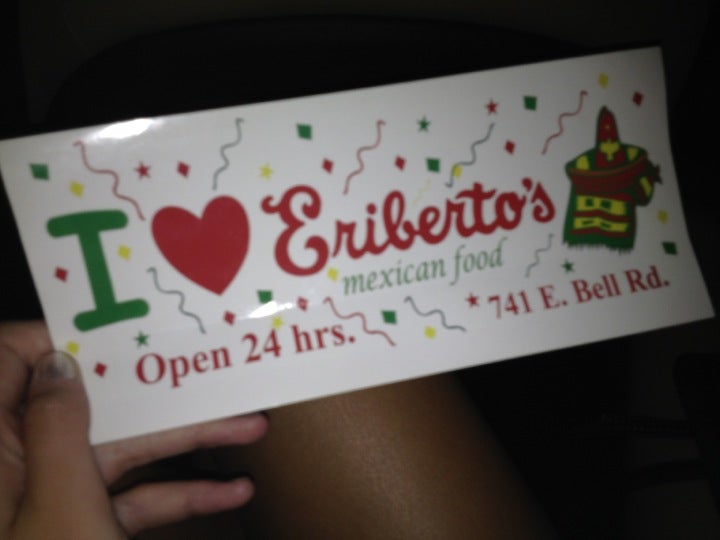 I Eriberto's
mexican food
Open 24 hrs.
741 E. Bell Rd.